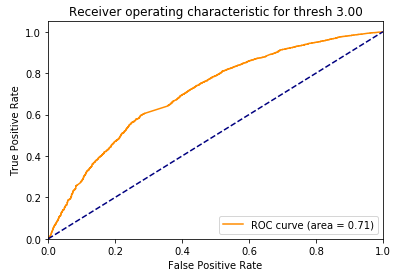 Receiver operating characteristic for thresh 3.00
True Positive Rate
1.0
0.8
0.6
0.4
0.2
0.0
ROC curve (area = 0.71)
0.0 0.2 0.4 0.6 0.8 1.0
False Positive Rate